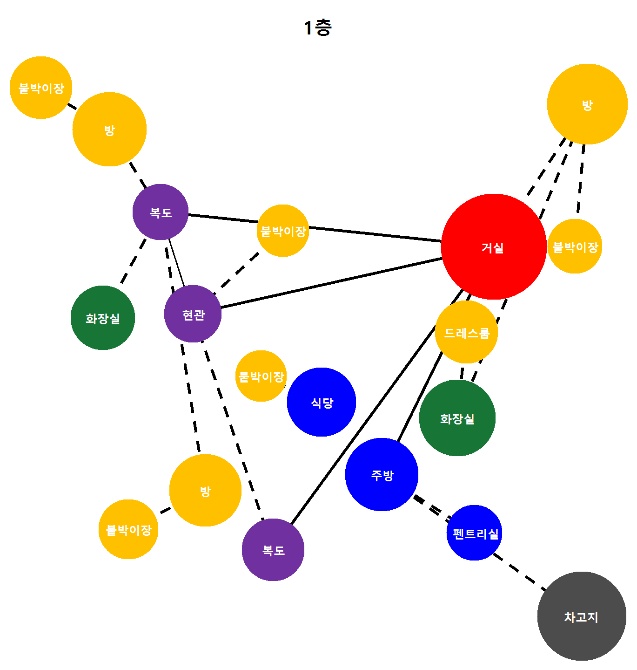 1층
붙박이장
방
방
복도
붙박이장
거실
붙박이장
화장실
현관
드레스룸
붙박이장
식당
화장실
주방
방
붙박이장
펜트리실
복도
차고지